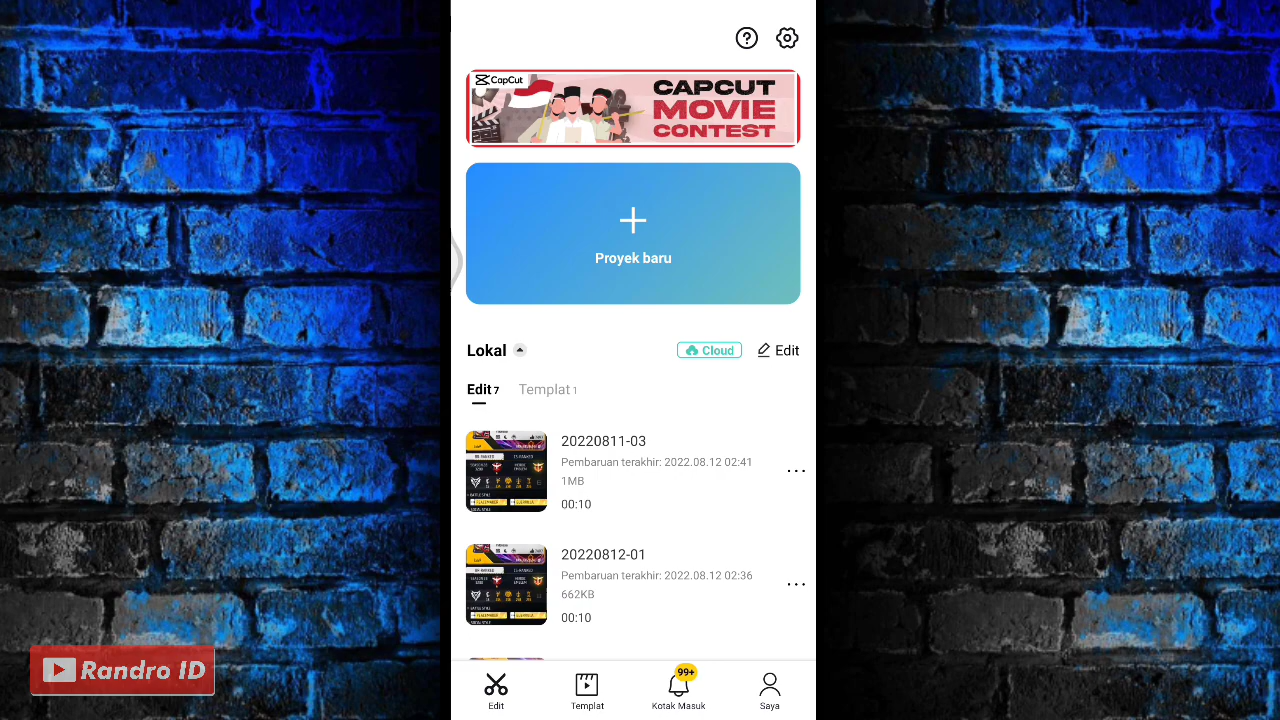 CapCut
CAPCUT
MOVIE
CONTEST
Proyek baru
Lokal
Cloud
Edit
Edit 7
Templat 1
20220811-03
Pembaruan terakhir: 2022.08.12 02:41
1MB
00:10
20220812-01
Pembaruan terakhir: 2022.08.12 02:36
662KB
00:10
Randro ID
99+
Edit
Templat
Kotak Masuk
Saya